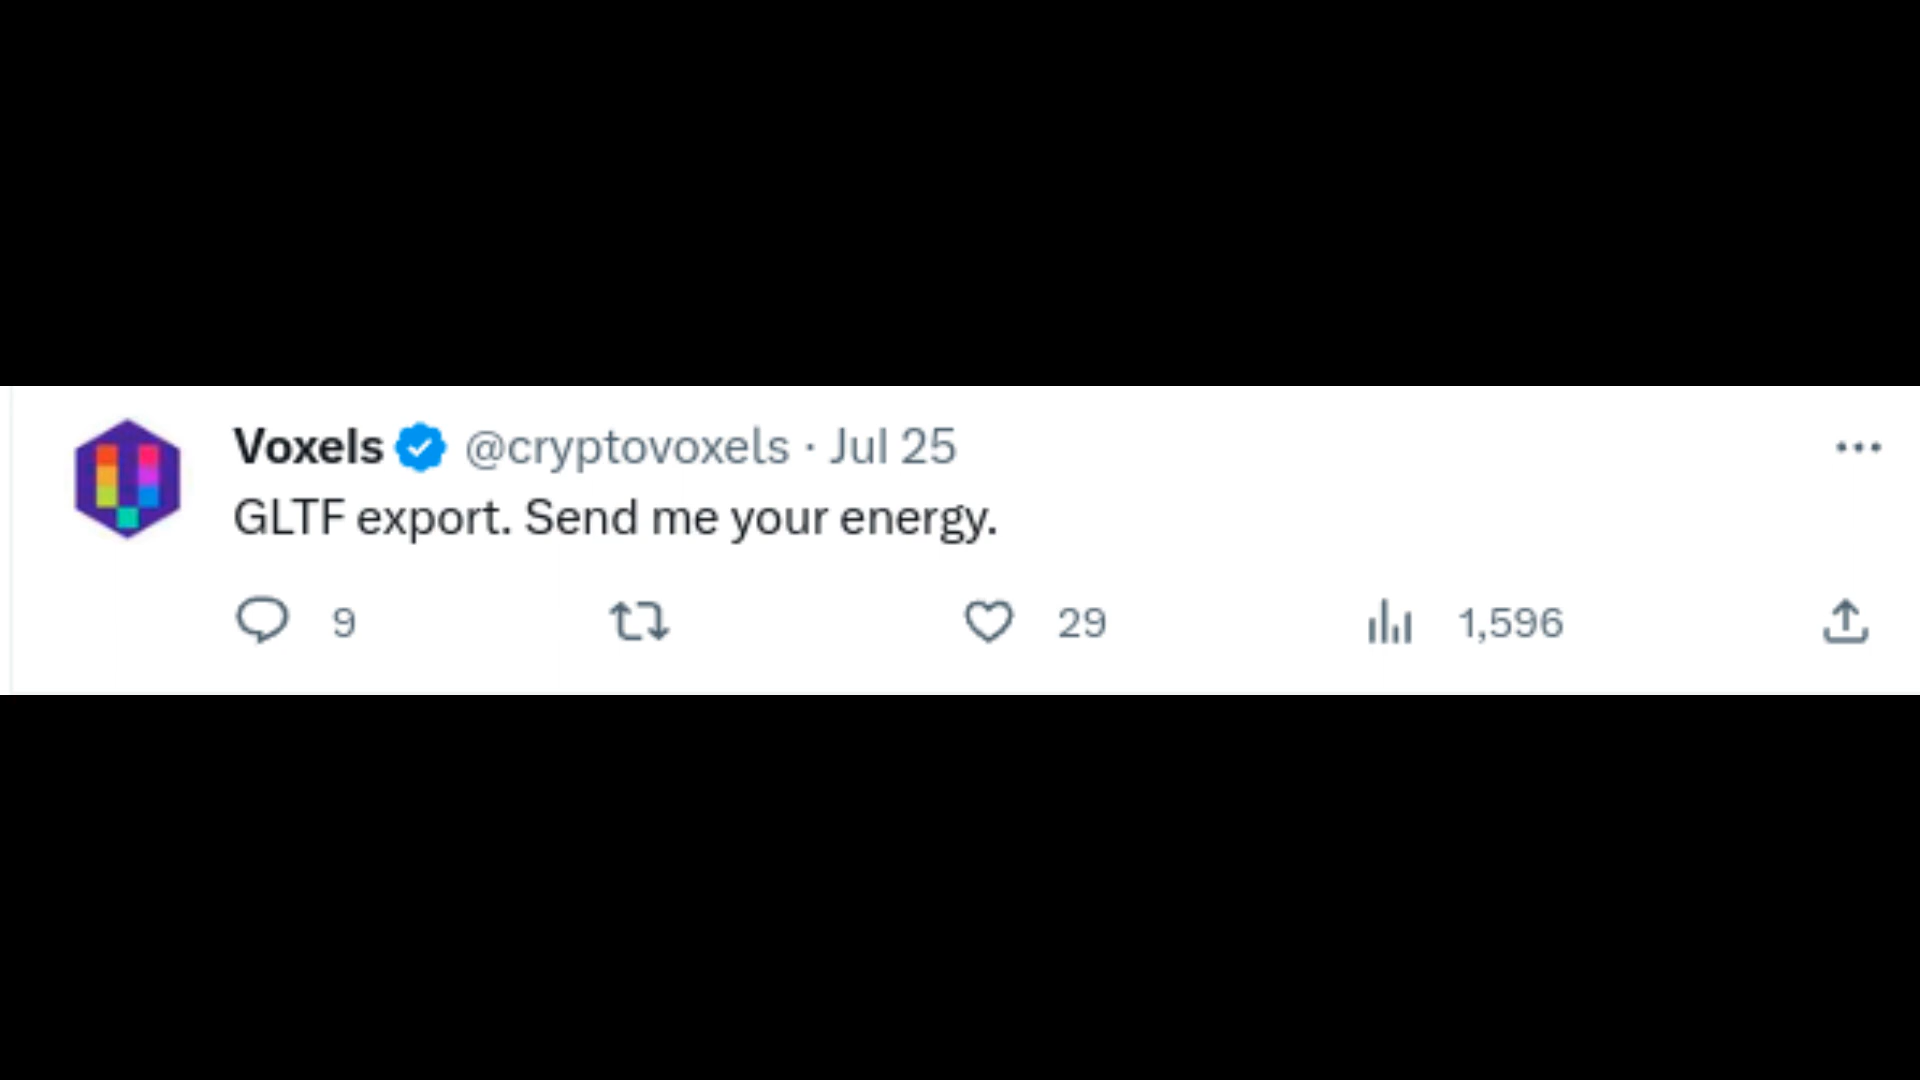 Voxels @cryptovoxels · Jul 25
GLTF export. Send me your energy.
9 29 1,596